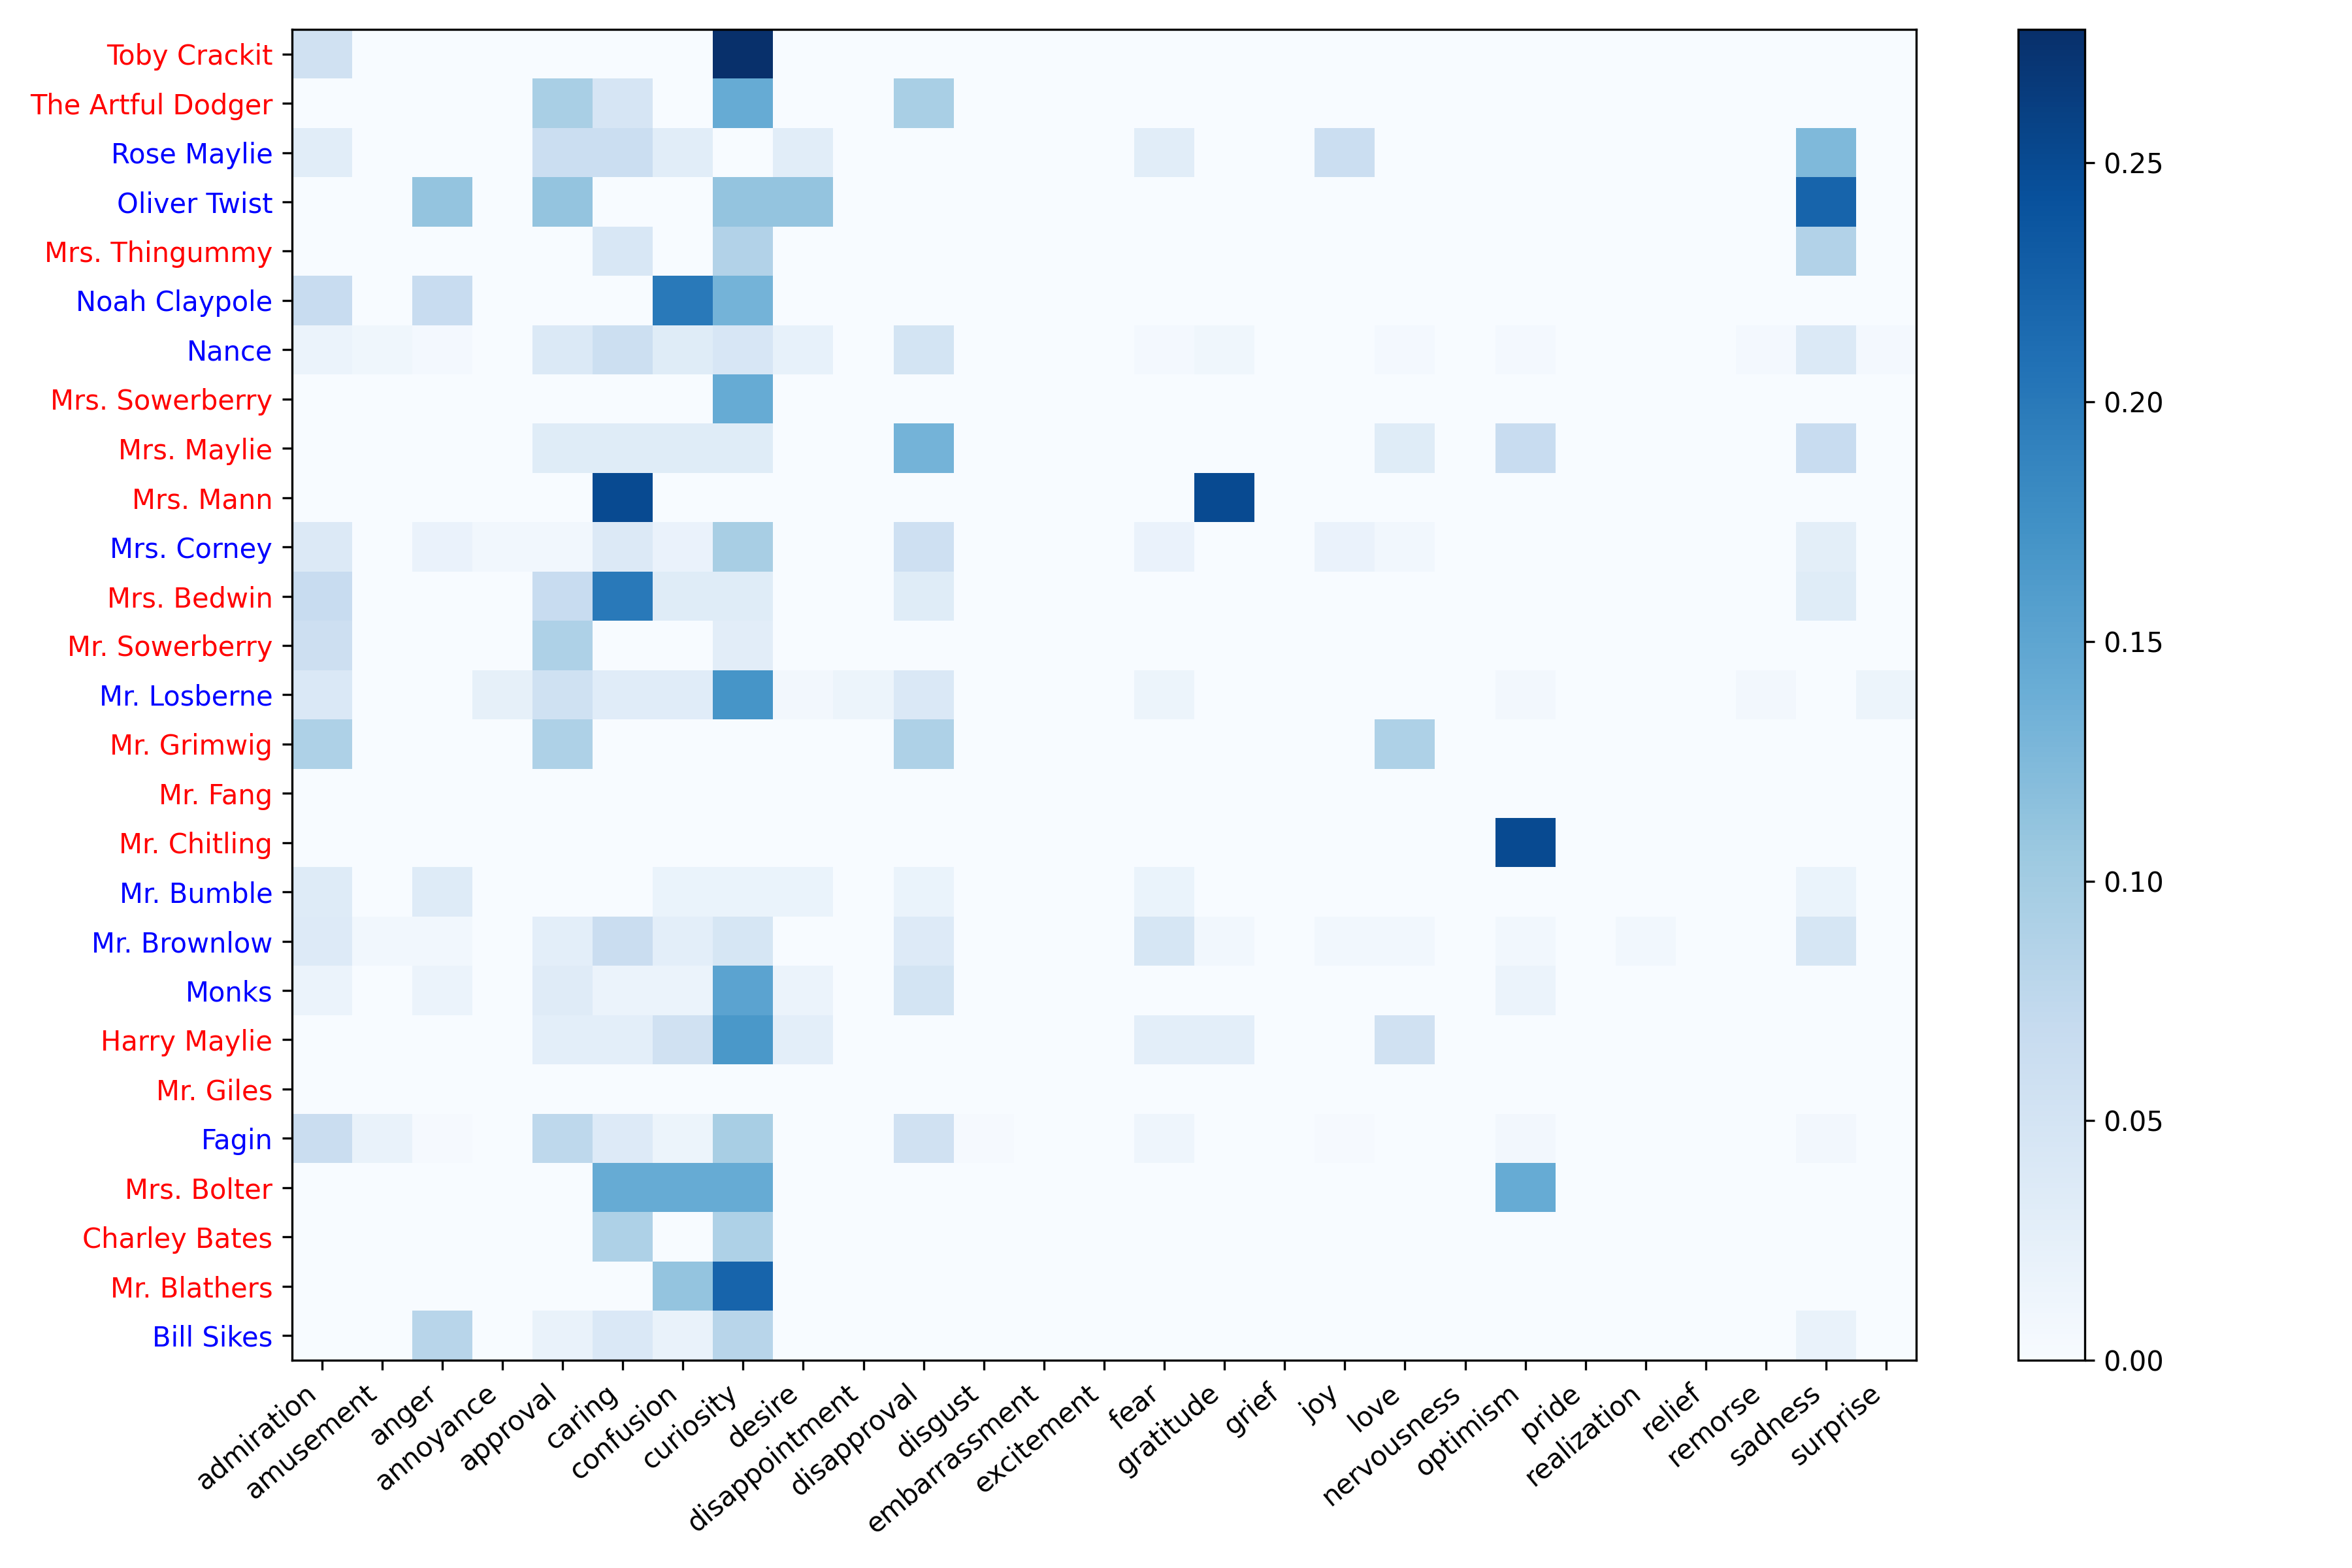 Toby Crackit
The Artful Dodger
Rose Maylie
Oliver Twist
Mrs. Thingummy
Noah Claypole
Nance
Mrs. Sowerberry
Mrs. Maylie
Mrs. Mann
Mrs. Corney
Mrs. Bedwin
Mr. Sowerberry
Mr. Losberne
Mr. Grimwig
Mr. Fang
Mr. Chitling
Mr. Bumble
Mr. Brownlow
Monks
Harry Maylie
Mr. Giles
Fagin
Mrs. Bolter
Charley Bates
Mr. Blathers
Bill Sikes
admiration
amusement
anger
annoyance
approval
caring
confusion
curiosity
desire
disappointment
disapproval
disgust
embarrassment
excitement
fear
gratitude
grief
joy
love
nervousness
optimism
pride
realization
relief
remorse
sadness
surprise
0.25
0.20
0.15
0.10
0.05
0.00